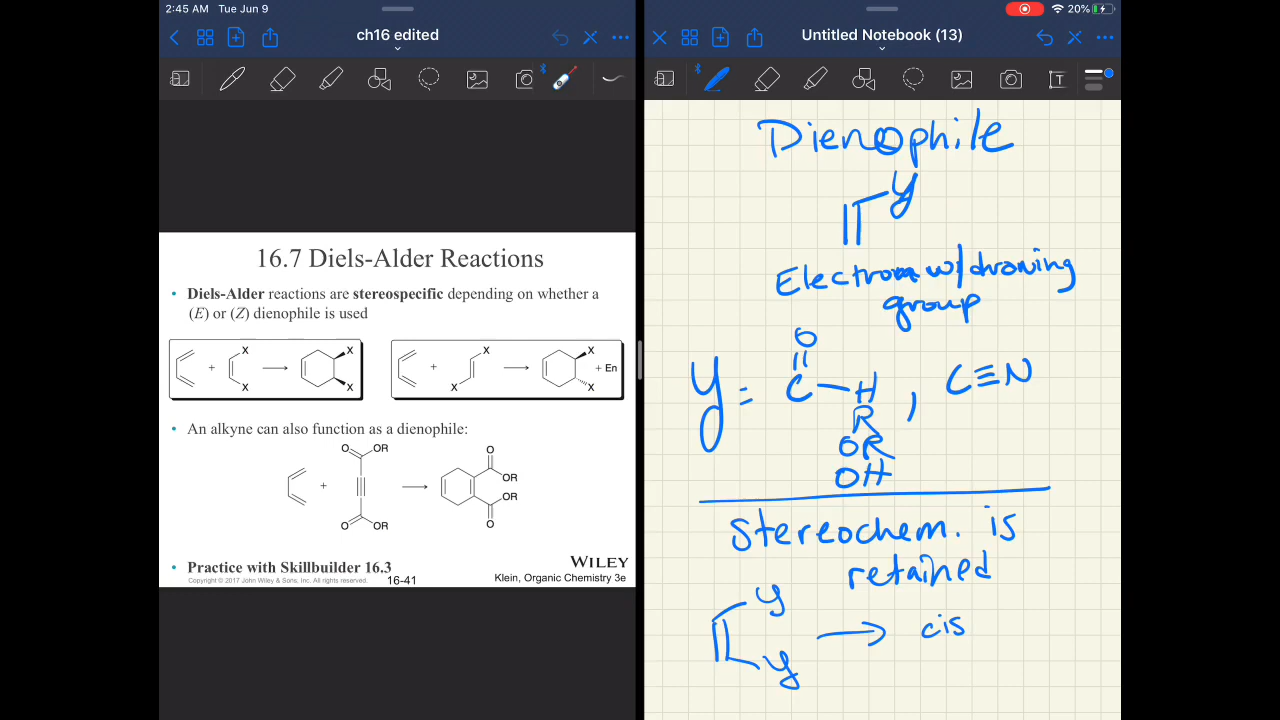 2:45 AM Tue Jun 9
20%
ch16 edited
Untitled Notebook (13)
T
16.7 Diels-Alder Reactions
• Diels-Alder reactions are stereospecific depending on whether a
(E) or (Z) dienophile is used
X
+
X
X
X
X
+
X
X
+ En
X
• An alkyne can also function as a dienophile:
O
OR
+
O
OR
O
OR
OR
O
• Practice with Skillbuilder 16.3
WILEY
Copyright © 2017 John Wiley & Sons, Inc. All rights reserved.
16-41
Klein, Organic Chemistry 3e
Dienophile
y
Electron w/drawing
group
O
y = C—H, C≡N
R
OR
OH
Stereochem. is
retained
y
→ cis
y